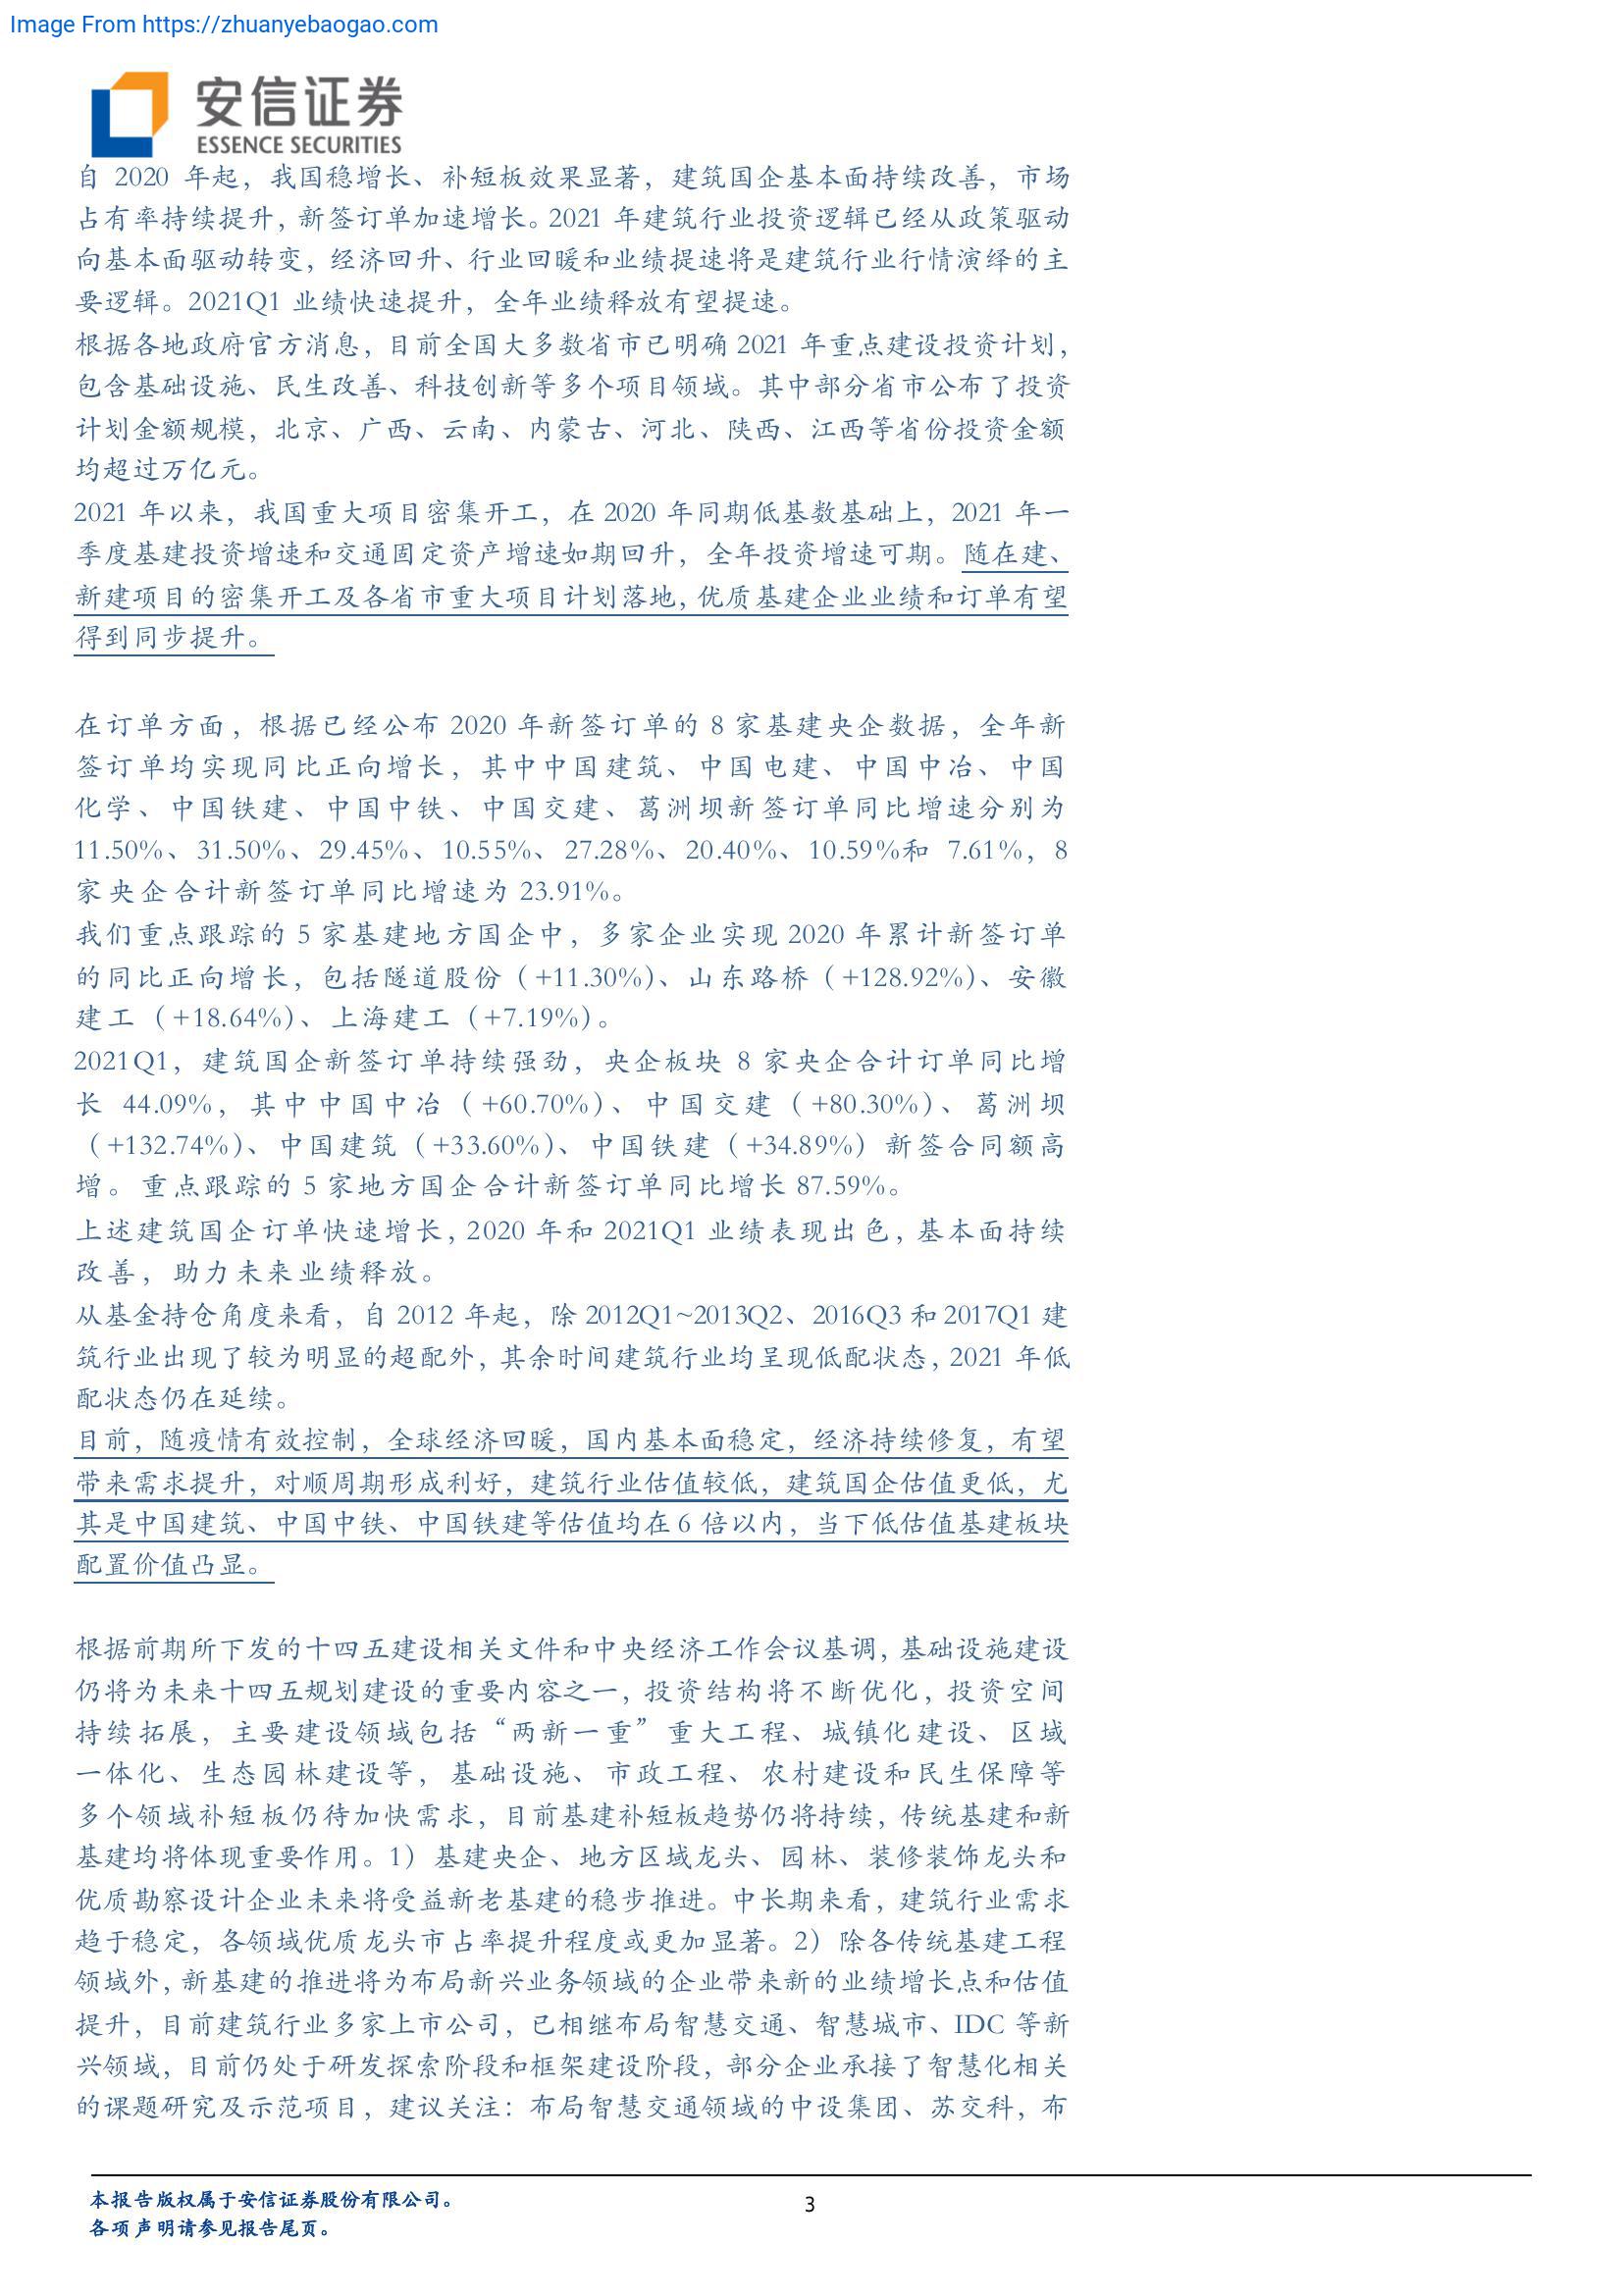 Image From https://zhuanyebaogao.com
安信证券
ESSENCE SECURITIES
自 2020 年起，我国稳增长、补短板效果显著，建筑国企基本面持续改善，市场
占有率持续提升，新签订单加速增长。2021 年建筑行业投资逻辑已经从政策驱动
向基本面驱动转变，经济回升、行业回暖和业绩提速将是建筑行业行情演绎的主
要逻辑。2021Q1 业绩快速提升，全年业绩释放有望提速。
根据各地政府官方消息，目前全国大多数省市已明确 2021 年重点建设投资计划，
包含基础设施、民生改善、科技创新等多个项目领域。其中部分省市公布了投资
计划金额规模，北京、广西、云南、内蒙古、河北、陕西、江西等省份投资金额
均超过万亿元。
2021 年以来，我国重大项目密集开工，在 2020 年同期低基数基础上，2021 年一
季度基建投资增速和交通固定资产增速如期回升，全年投资增速可期。随在建、
新建项目的密集开工及各省市重大项目计划落地，优质基建企业业绩和订单有望
得到同步提升。
在订单方面，根据已经公布 2020 年新签订单的 8 家基建央企数据，全年新
签订单均实现同比正向增长，其中中国建筑、中国电建、中国中冶、中国
化学、中国铁建、中国中铁、中国交建、葛洲坝新签订单同比增速分别为
11.50%、31.50%、29.45%、10.55%、27.28%、20.40%、10.59%和 7.61%，8
家央企合计新签订单同比增速为 23.91%。
我们重点跟踪的 5 家基建地方国企中，多家企业实现 2020 年累计新签订单
的同比正向增长，包括隧道股份（+11.30%）、山东路桥（+128.92%）、安徽
建工（+18.64%）、上海建工（+7.19%）。
2021Q1，建筑国企新签订单持续强劲，央企板块 8 家央企合计订单同比增
长 44.09%，其中中国中冶（+60.70%）、中国交建（+80.30%）、葛洲坝
（+132.74%）、中国建筑（+33.60%）、中国铁建（+34.89%）新签合同额高
增。重点跟踪的 5 家地方国企合计新签订单同比增长 87.59%。
上述建筑国企订单快速增长，2020 年和 2021Q1 业绩表现出色，基本面持续
改善，助力未来业绩释放。
从基金持仓角度来看，自 2012 年起，除 2012Q1~2013Q2、2016Q3 和 2017Q1 建
筑行业出现了较为明显的超配外，其余时间建筑行业均呈现低配状态，2021 年低
配状态仍在延续。
目前，随疫情有效控制，全球经济回暖，国内基本面稳定，经济持续修复，有望
带来需求提升，对顺周期形成利好，建筑行业估值较低，建筑国企估值更低，尤
其是中国建筑、中国中铁、中国铁建等估值均在 6 倍以内，当下低估值基建板块
配置价值凸显。
根据前期所下发的十四五建设相关文件和中央经济工作会议基调，基础设施建设
仍将为未来十四五规划建设的重要内容之一，投资结构将不断优化，投资空间
持续拓展，主要建设领域包括“两新一重”重大工程、城镇化建设、区域
一体化、生态园林建设等，基础设施、市政工程、农村建设和民生保障等
多个领域补短板仍待加快需求，目前基建补短板趋势仍将持续，传统基建和新
基建均将体现重要作用。1）基建央企、地方区域龙头、园林、装修装饰龙头和
优质勘察设计企业未来将受益新老基建的稳步推进。中长期来看，建筑行业需求
趋于稳定，各领域优质龙头市占率提升程度或更加显著。2）除各传统基建工程
领域外，新基建的推进将为布局新兴业务领域的企业带来新的业绩增长点和估值
提升，目前建筑行业多家上市公司，已相继布局智慧交通、智慧城市、IDC 等新
兴领域，目前仍处于研发探索阶段和框架建设阶段，部分企业承接了智慧化相关
的课题研究及示范项目，建议关注：布局智慧交通领域的中设集团、苏交科，布
本报告版权属于安信证券股份有限公司。
3
各项声明请参见报告尾页。